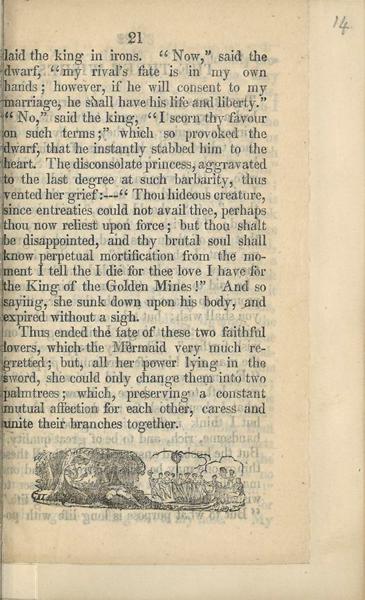 14
21
laid the king in irons. “Now,” said the
dwarf, “my rival's fate is in my own
hands; however, if he will consent to my
marriage, he shall have his life and liberty.”
“No,” said the king, “I scorn thy favour
on such terms;” which so provoked the
dwarf, that he instantly stabbed him to the
heart. The disconsolate princess, aggravated
to the last degree at such barbarity, thus
vented her grief:—“Thou hideous creature,
since entreaties could not avail thee, perhaps
thou now reliest upon force; but thou shalt
be disappointed, and thy brutal soul shall
know perpetual mortification from the mo-
ment I tell the I die for thee love I have for
the King of the Golden Mines!” And so
saying, she sunk down upon his body, and
expired without a sigh.
Thus ended the fate of these two faithful
lovers, which the Mermaid very much re-
gretted; but, all her power lying in the
sword, she could only change them into two
palmtrees; which, preserving a constant
mutual affection for each other, caress and
unite their branches together.